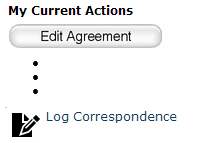 My Current Actions
Edit Agreement
Log Correspondence